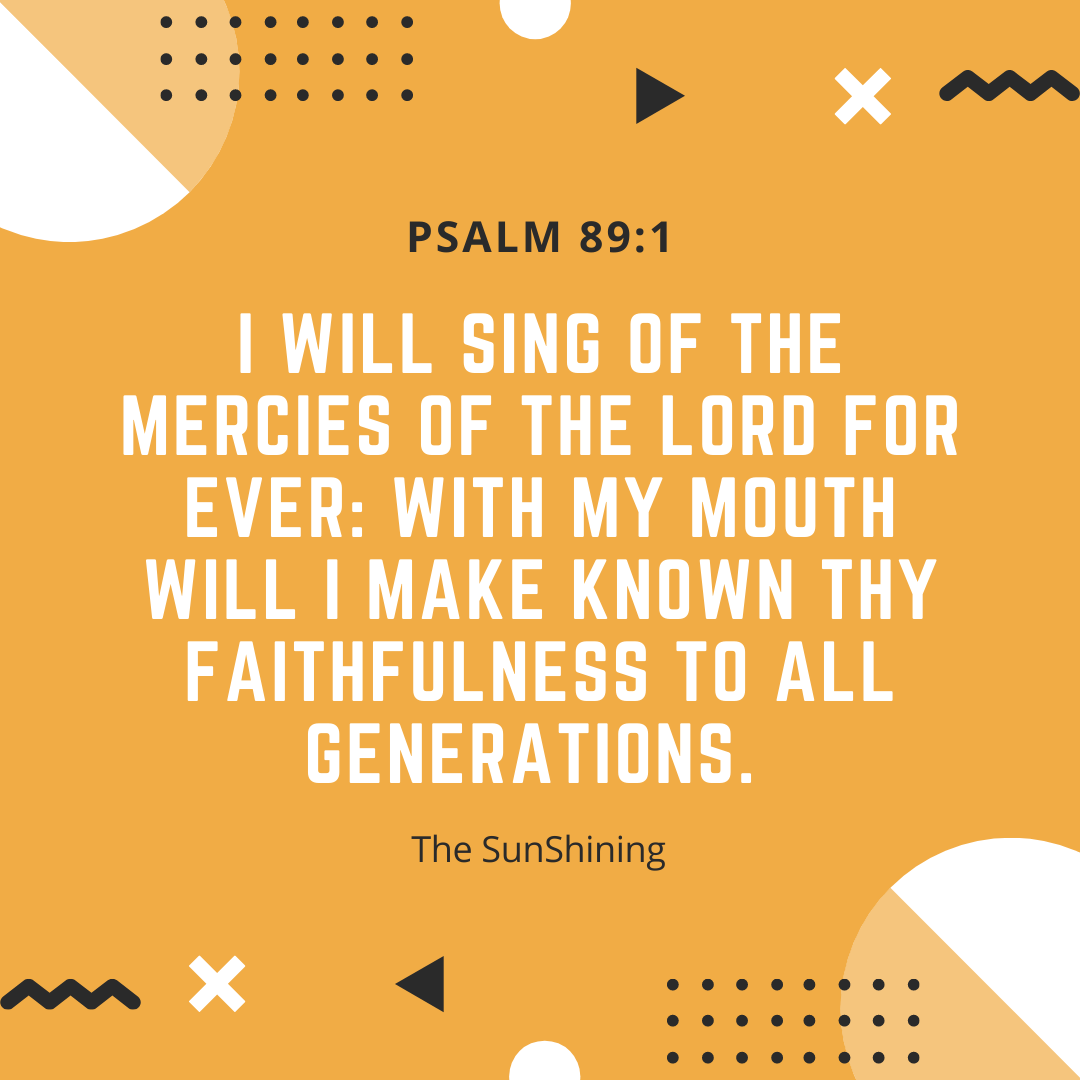 PSALM 89:1
I WILL SING OF THE
MERCIES OF THE LORD FOR
EVER: WITH MY MOUTH
WILL I MAKE KNOWN THY
FAITHFULNESS TO ALL
GENERATIONS.
The SunShining